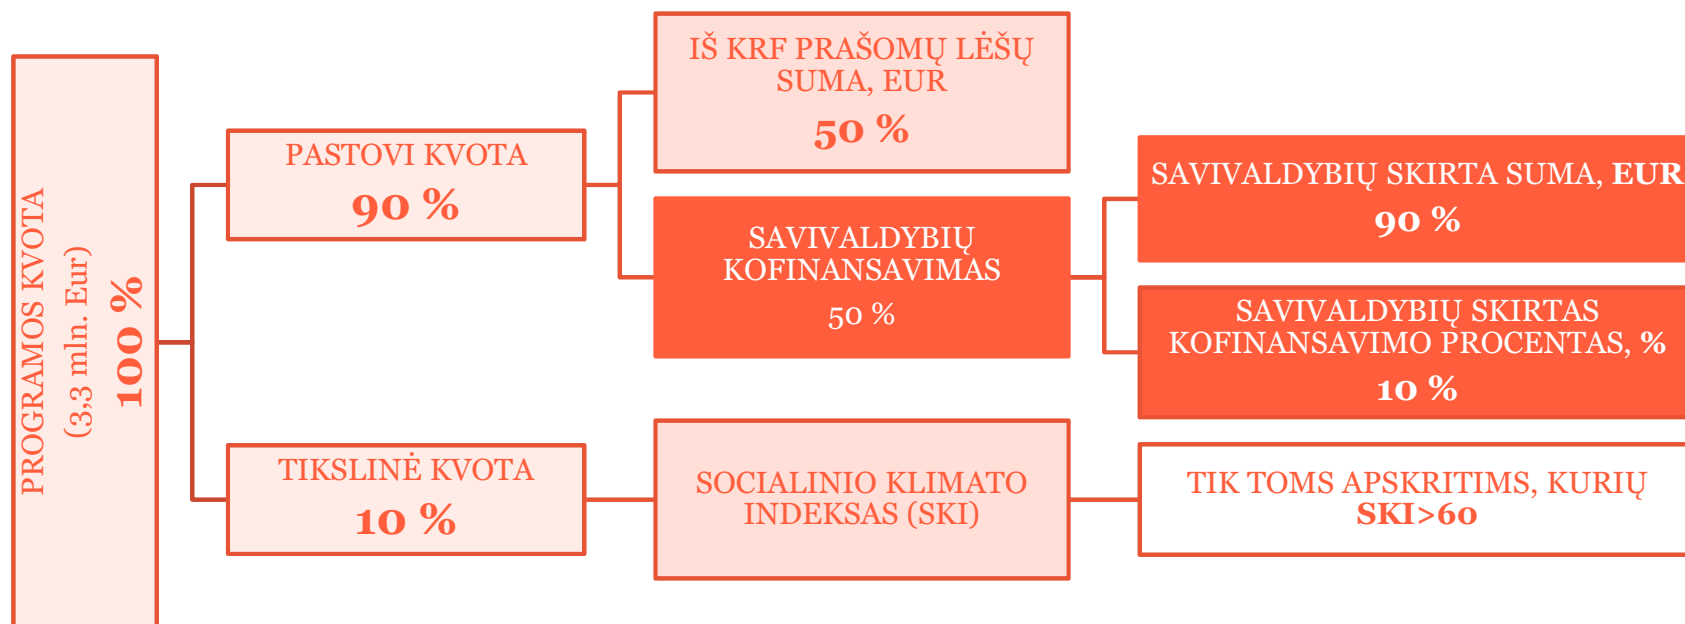 PROGRAMOS KVOTA
(3,3 mln. Eur)
100 %
PASTOVI KVOTA
90 %
IŠ KRF PRAŠOMŲ LĖŠŲ
SUMA, EUR
50 %
SAVIVALDYBIŲ
KOFINANSAVIMAS
50 %
SAVIVALDYBIŲ SKIRTA SUMA, EUR
90 %
SAVIVALDYBIŲ SKIRTAS
KOFINANSAVIMO PROCENTAS, %
10 %
TIKSLINĖ KVOTA
10 %
SOCIALINIO KLIMATO
INDEKSAS (SKI)
TIK TOMS APSKRITIMS, KURIŲ
SKI>60